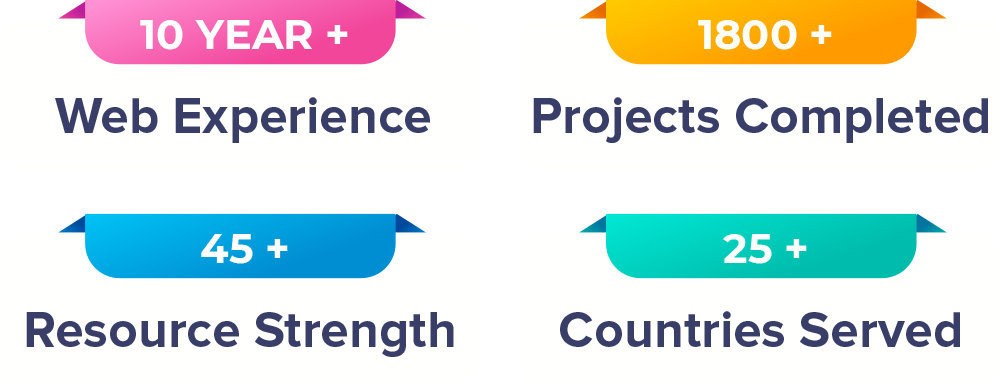 10 YEAR +
Web Experience
1800 +
Projects Completed
45 +
Resource Strength
25 +
Countries Served